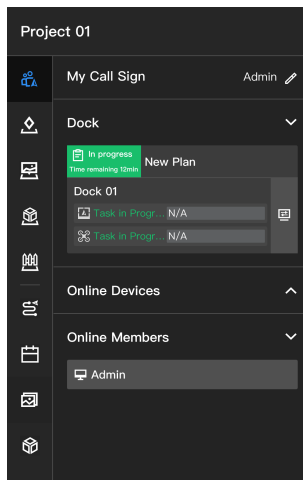 Project 01
My Call Sign Admin
Dock
In progress
Time remaining 12min
New Plan
Dock 01
Task in Progr... N/A
Task in Progr... N/A
Online Devices
Online Members
Admin